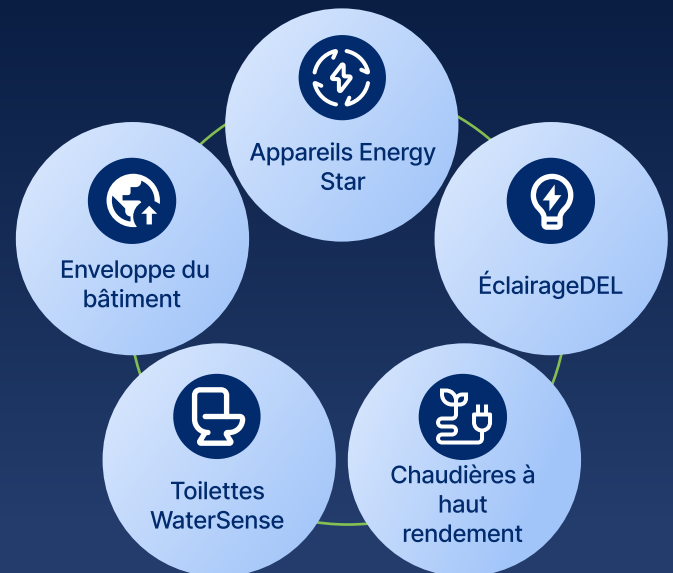 Appareils Energy
Star
Enveloppe du
bâtiment
ÉclairageDEL
Toilettes
WaterSense
Chaudières à
haut
rendement